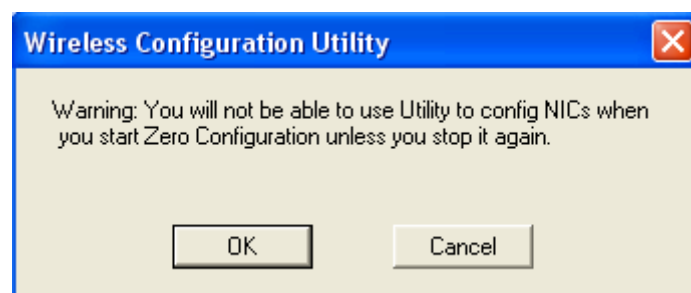 Wireless Configuration Utility
Warning: You will not be able to use Utility to config NICs when
you start Zero Configuration unless you stop it again.
OK
Cancel